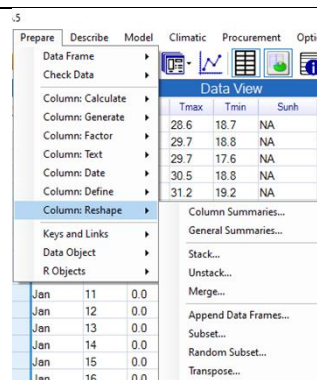 .5
Prepare Describe Model Climatic Procurement Opti
Data Frame
Check Data
Column: Calculate
Column: Generate
Column: Factor
Column: Text
Column: Date
Column: Define
Column: Reshape
Keys and Links
Data Object
R Objects
Data View
Tmax Tmin Sunh
28.6 18.7 NA
29.7 18.8 NA
29.7 17.6 NA
30.5 18.8 NA
31.2 19.2 NA
Column Summaries...
General Summaries...
Stack...
Unstack...
Merge...
Append Data Frames...
Subset...
Random Subset...
Transpose...
Jan 11 0.0
Jan 12 0.0
Jan 13 0.0
Jan 14 0.0
Jan 15 0.0
Jan 16 0.0